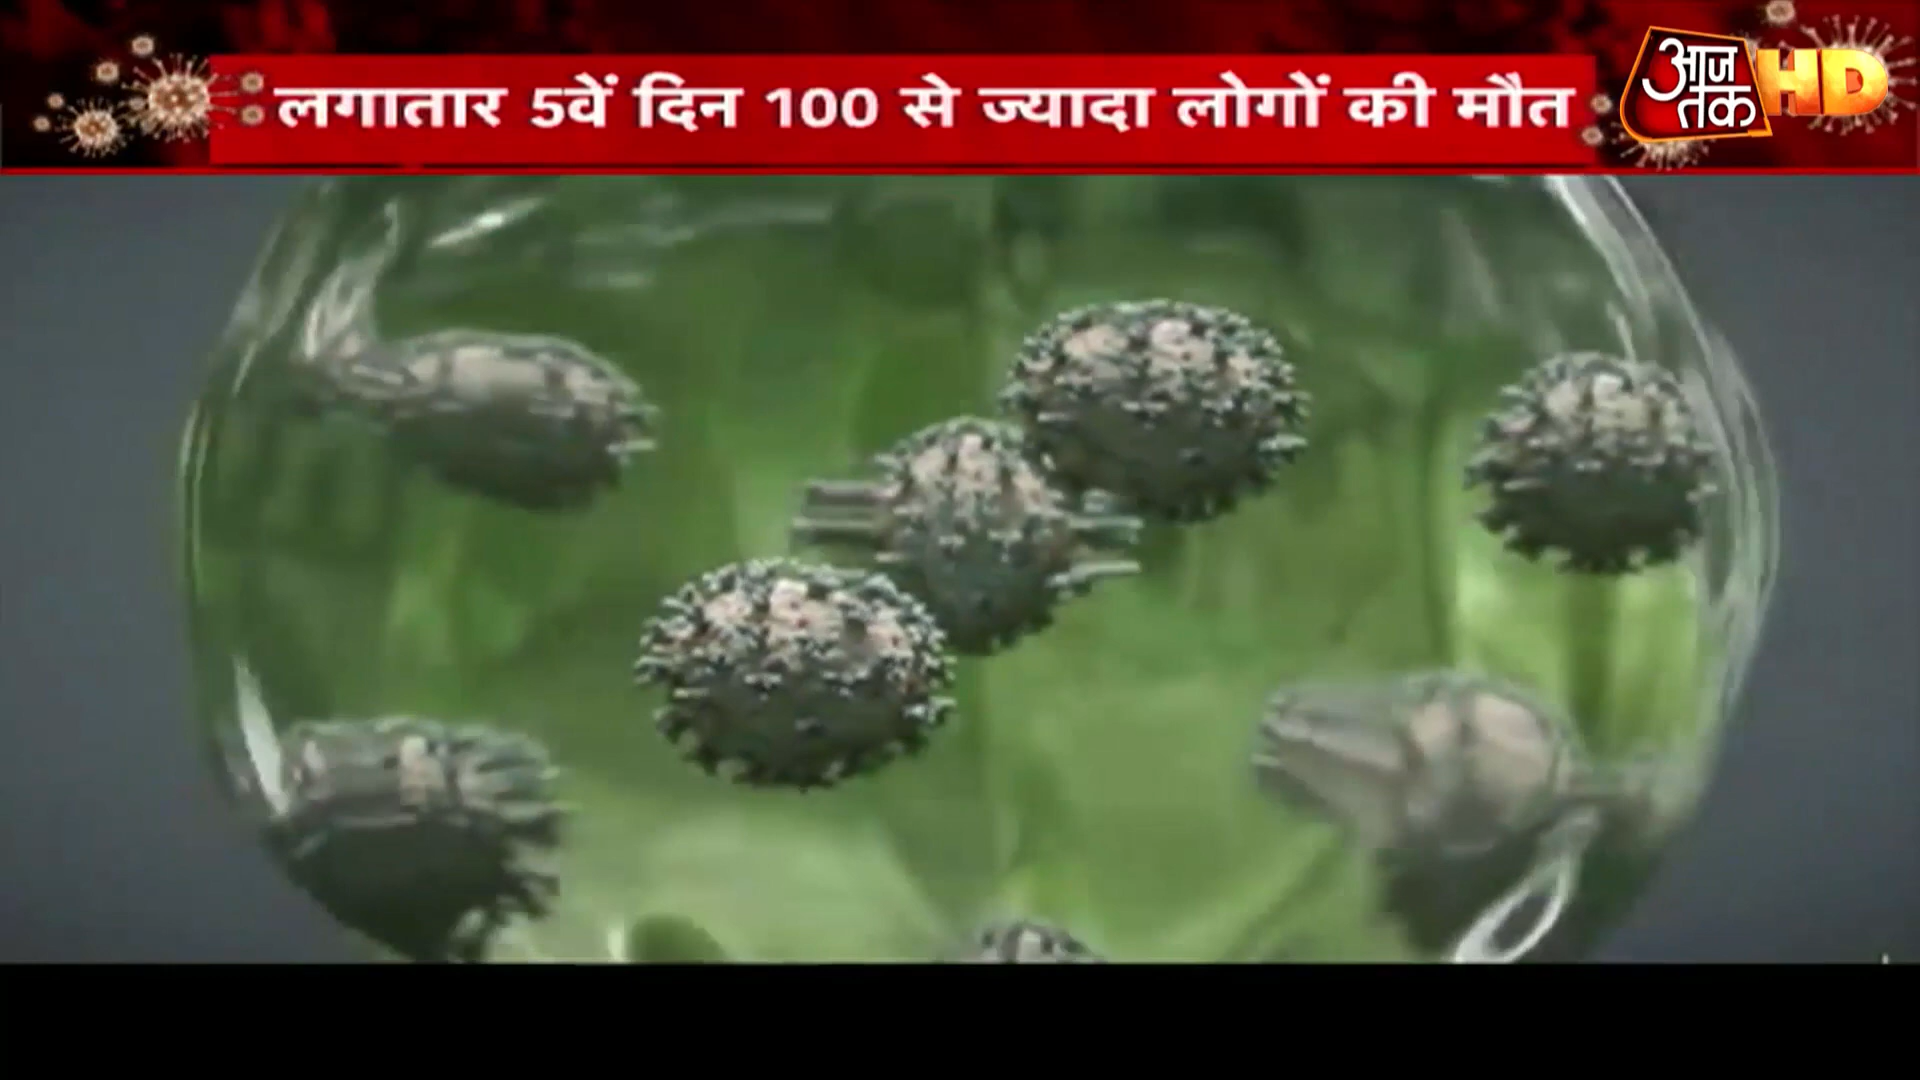 लगातार 5वें दिन 100 से ज्यादा लोगों की मौत
आज
तक HD